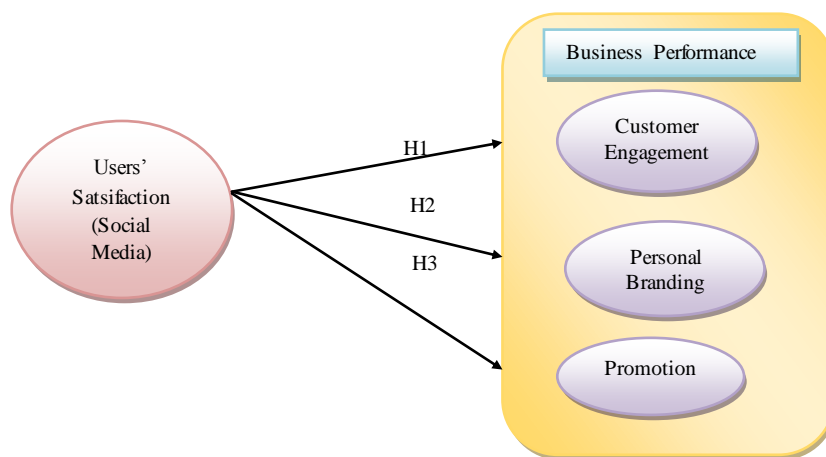 Users’
Satsifaction
(Social
Media)
H1
H2
H3
Business Performance
Customer
Engagement
Personal
Branding
Promotion